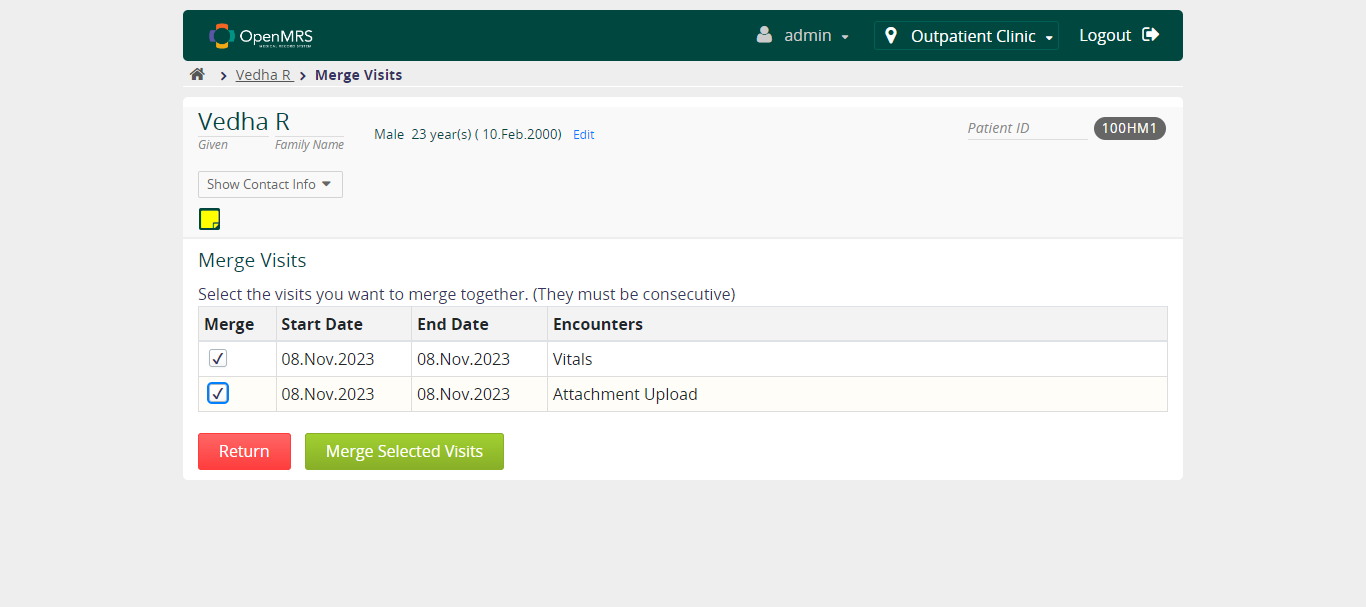 OpenMRS
MEDICAL RECORD SYSTEM
admin
Outpatient Clinic
Logout
Vedha R
Merge Visits
Vedha R
Given
Family Name
Male 23 year(s) ( 10.Feb.2000) Edit
Patient ID
100HM1
Show Contact Info
Merge Visits
Select the visits you want to merge together. (They must be consecutive)
Merge Start Date End Date Encounters
08.Nov.2023 08.Nov.2023 Vitals
08.Nov.2023 08.Nov.2023 Attachment Upload
Return Merge Selected Visits